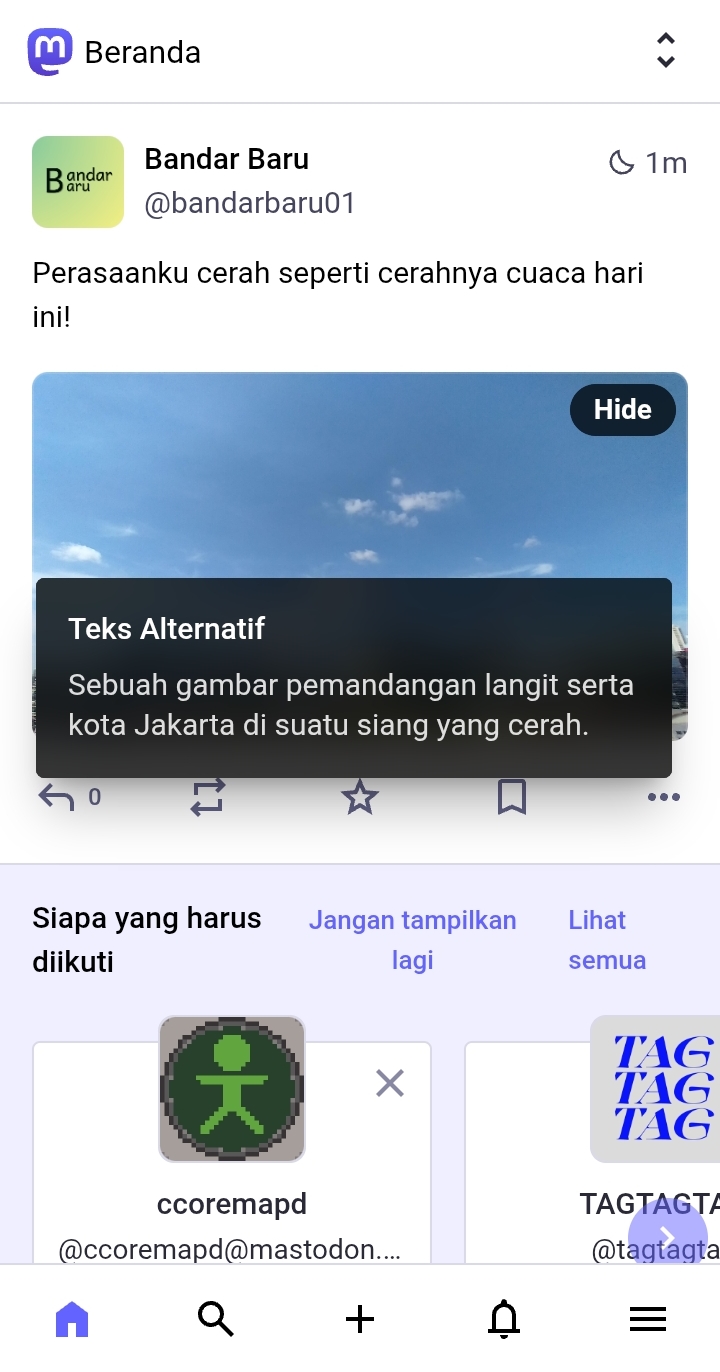 Beranda
Bandar Baru
1m
@bandarbaru01
Bandar
Baru
Perasaanku cerah seperti cerahnya cuaca hari
ini!
Hide
Teks Alternatif
Sebuah gambar pemandangan langit serta
kota Jakarta di suatu siang yang cerah.
0
Siapa yang harus
diikuti
Jangan tampilkan
lagi
Lihat
semua
TAG
TAG
TAG
ccoremapd
@ccoremapd@mastodon....
TAGTAGTA
@tagtagta